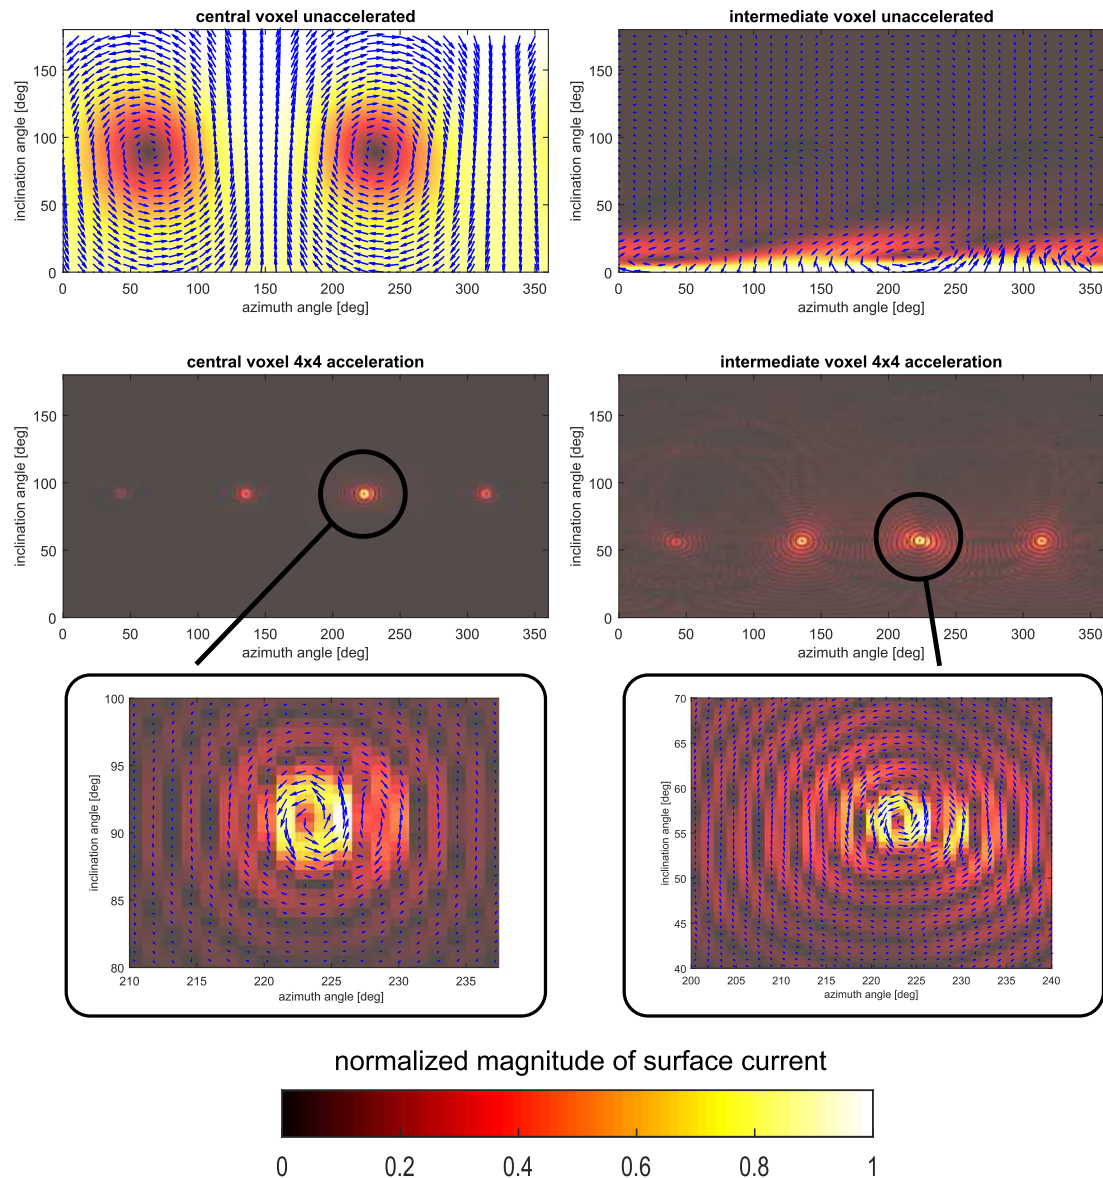 central voxel unaccelerated
inclination angle [deg]
150
100
50
0
0 50 100 150 200 250 300 350
azimuth angle [deg]
intermediate voxel unaccelerated
inclination angle [deg]
150
100
50
0
0 50 100 150 200 250 300 350
azimuth angle [deg]
central voxel 4x4 acceleration
inclination angle [deg]
150
100
50
0
0 50 100 150 200 250 300 350
azimuth angle [deg]
intermediate voxel 4x4 acceleration
inclination angle [deg]
150
100
50
0
0 50 100 150 200 250 300 350
azimuth angle [deg]
inclination angle [deg]
100
95
90
85
80
210 215 220 225 230 235
azimuth angle [deg]
inclination angle [deg]
70
65
60
55
50
45
40
200 205 210 215 220 225 230 235 240
azimuth angle [deg]
normalized magnitude of surface current
0 0.2 0.4 0.6 0.8 1